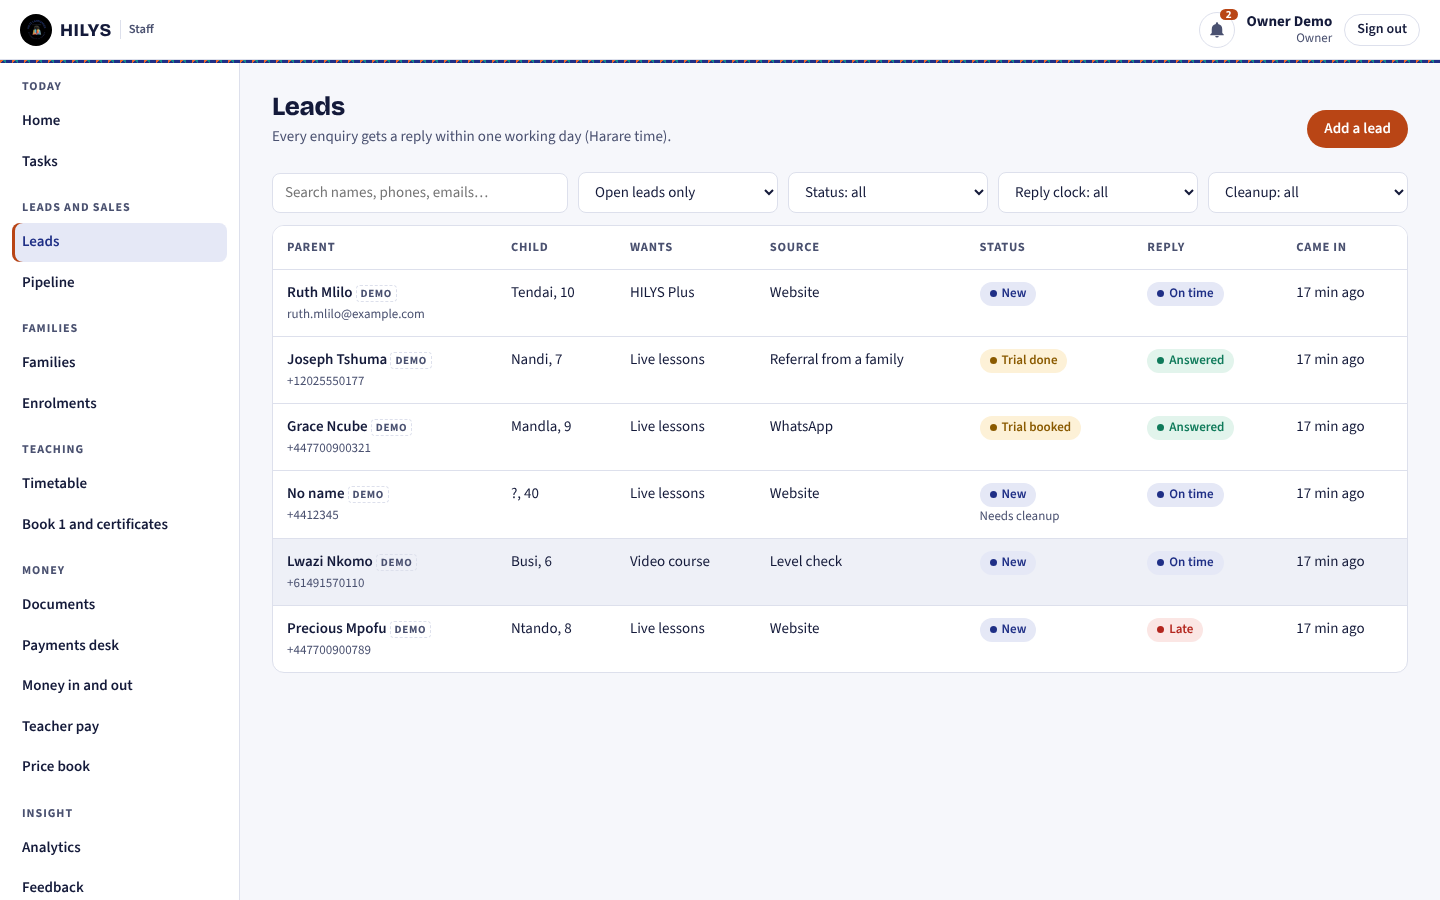 HILYS Staff
2
Owner Demo
Owner
Sign out
TODAY
Home
Tasks
LEADS AND SALES
Leads
Pipeline
FAMILIES
Families
Enrolments
TEACHING
Timetable
Book 1 and certificates
MONEY
Documents
Payments desk
Money in and out
Teacher pay
Price book
INSIGHT
Analytics
Feedback
Leads
Every enquiry gets a reply within one working day (Harare time).
Add a lead
Search names, phones, emails… Open leads only Status: all Reply clock: all Cleanup: all
PARENT CHILD WANTS SOURCE STATUS REPLY CAME IN
Ruth Mlilo DEMO Tendai, 10 HILYS Plus Website New On time 17 min ago
ruth.mlilo@example.com
Joseph Tshuma DEMO Nandi, 7 Live lessons Referral from a family Trial done Answered 17 min ago
+12025550177
Grace Ncube DEMO Mandla, 9 Live lessons WhatsApp Trial booked Answered 17 min ago
+447700900321
No name DEMO ?, 40 Live lessons Website New On time 17 min ago
+4412345 Needs cleanup
Lwazi Nkomo DEMO Busi, 6 Video course Level check New On time 17 min ago
+61491570110
Precious Mpofu DEMO Ntando, 8 Live lessons Website New Late 17 min ago
+447700900789